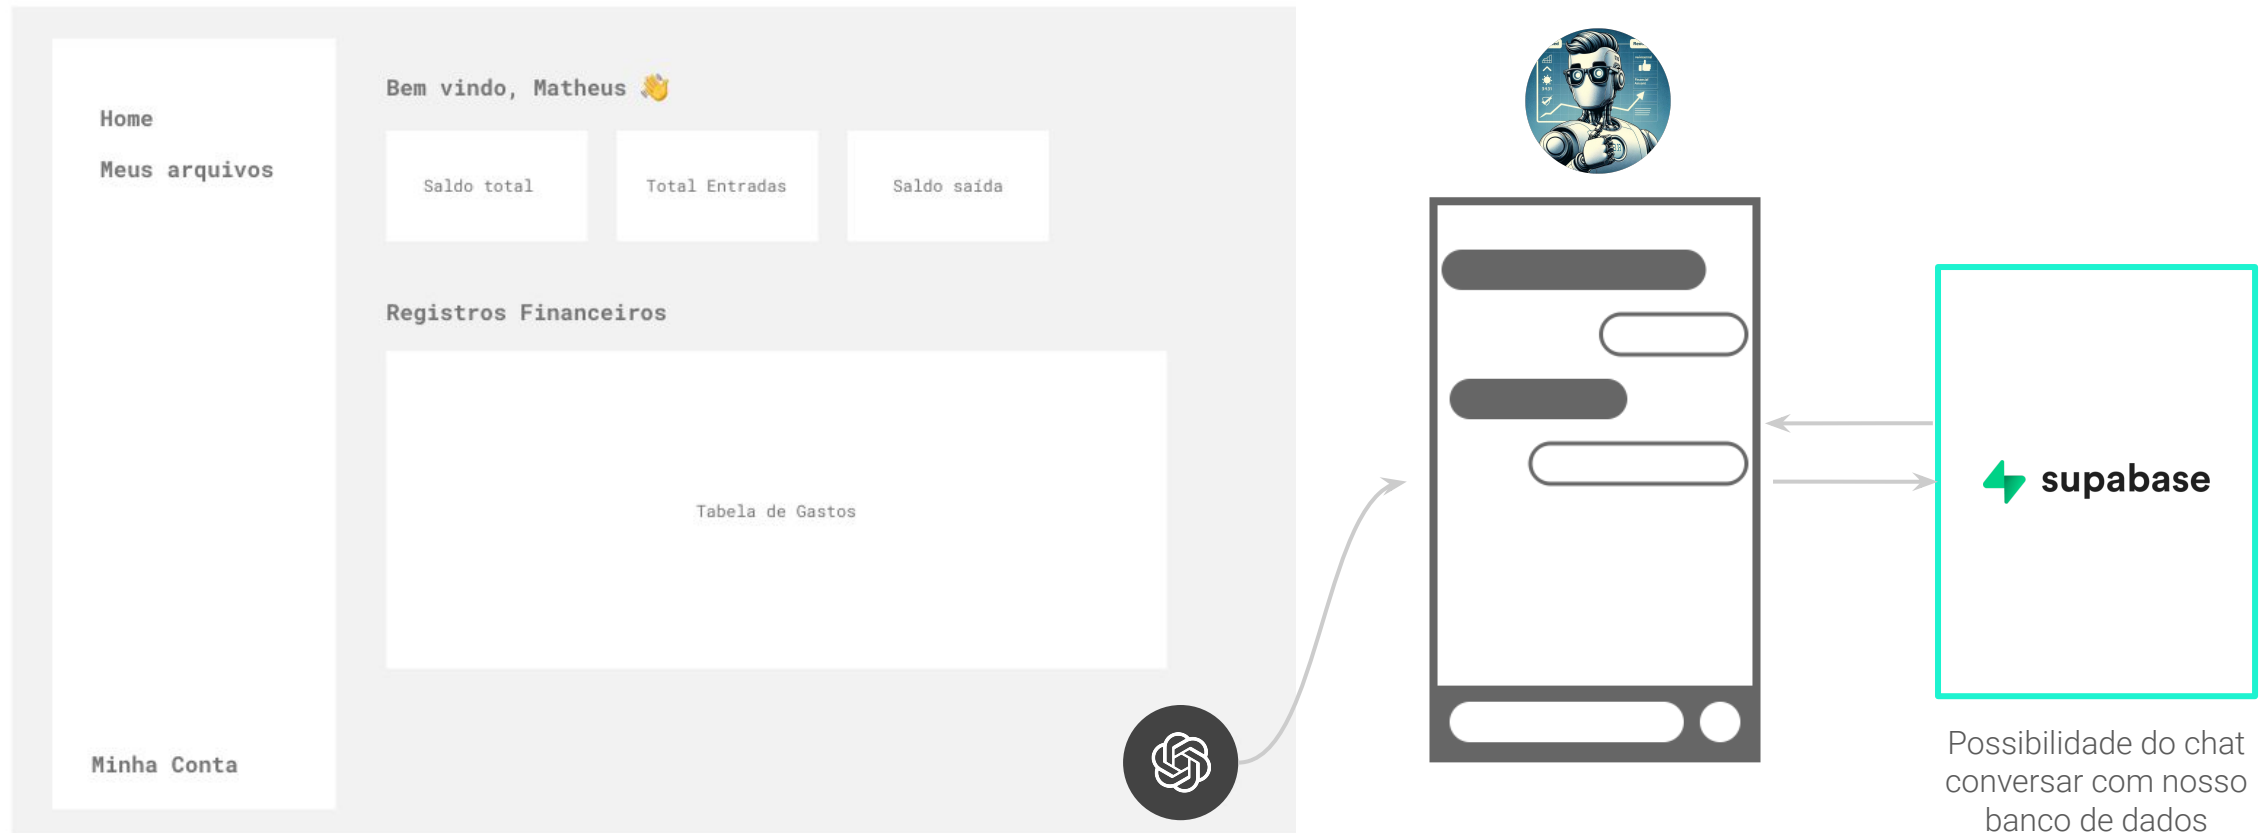 Home
Meus arquivos
Minha Conta
Bem vindo, Matheus 👋
Saldo total
Total Entradas
Saldo saída
Registros Financeiros
Tabela de Gastos
supabase
Possibilidade do chat
conversar com nosso
banco de dados